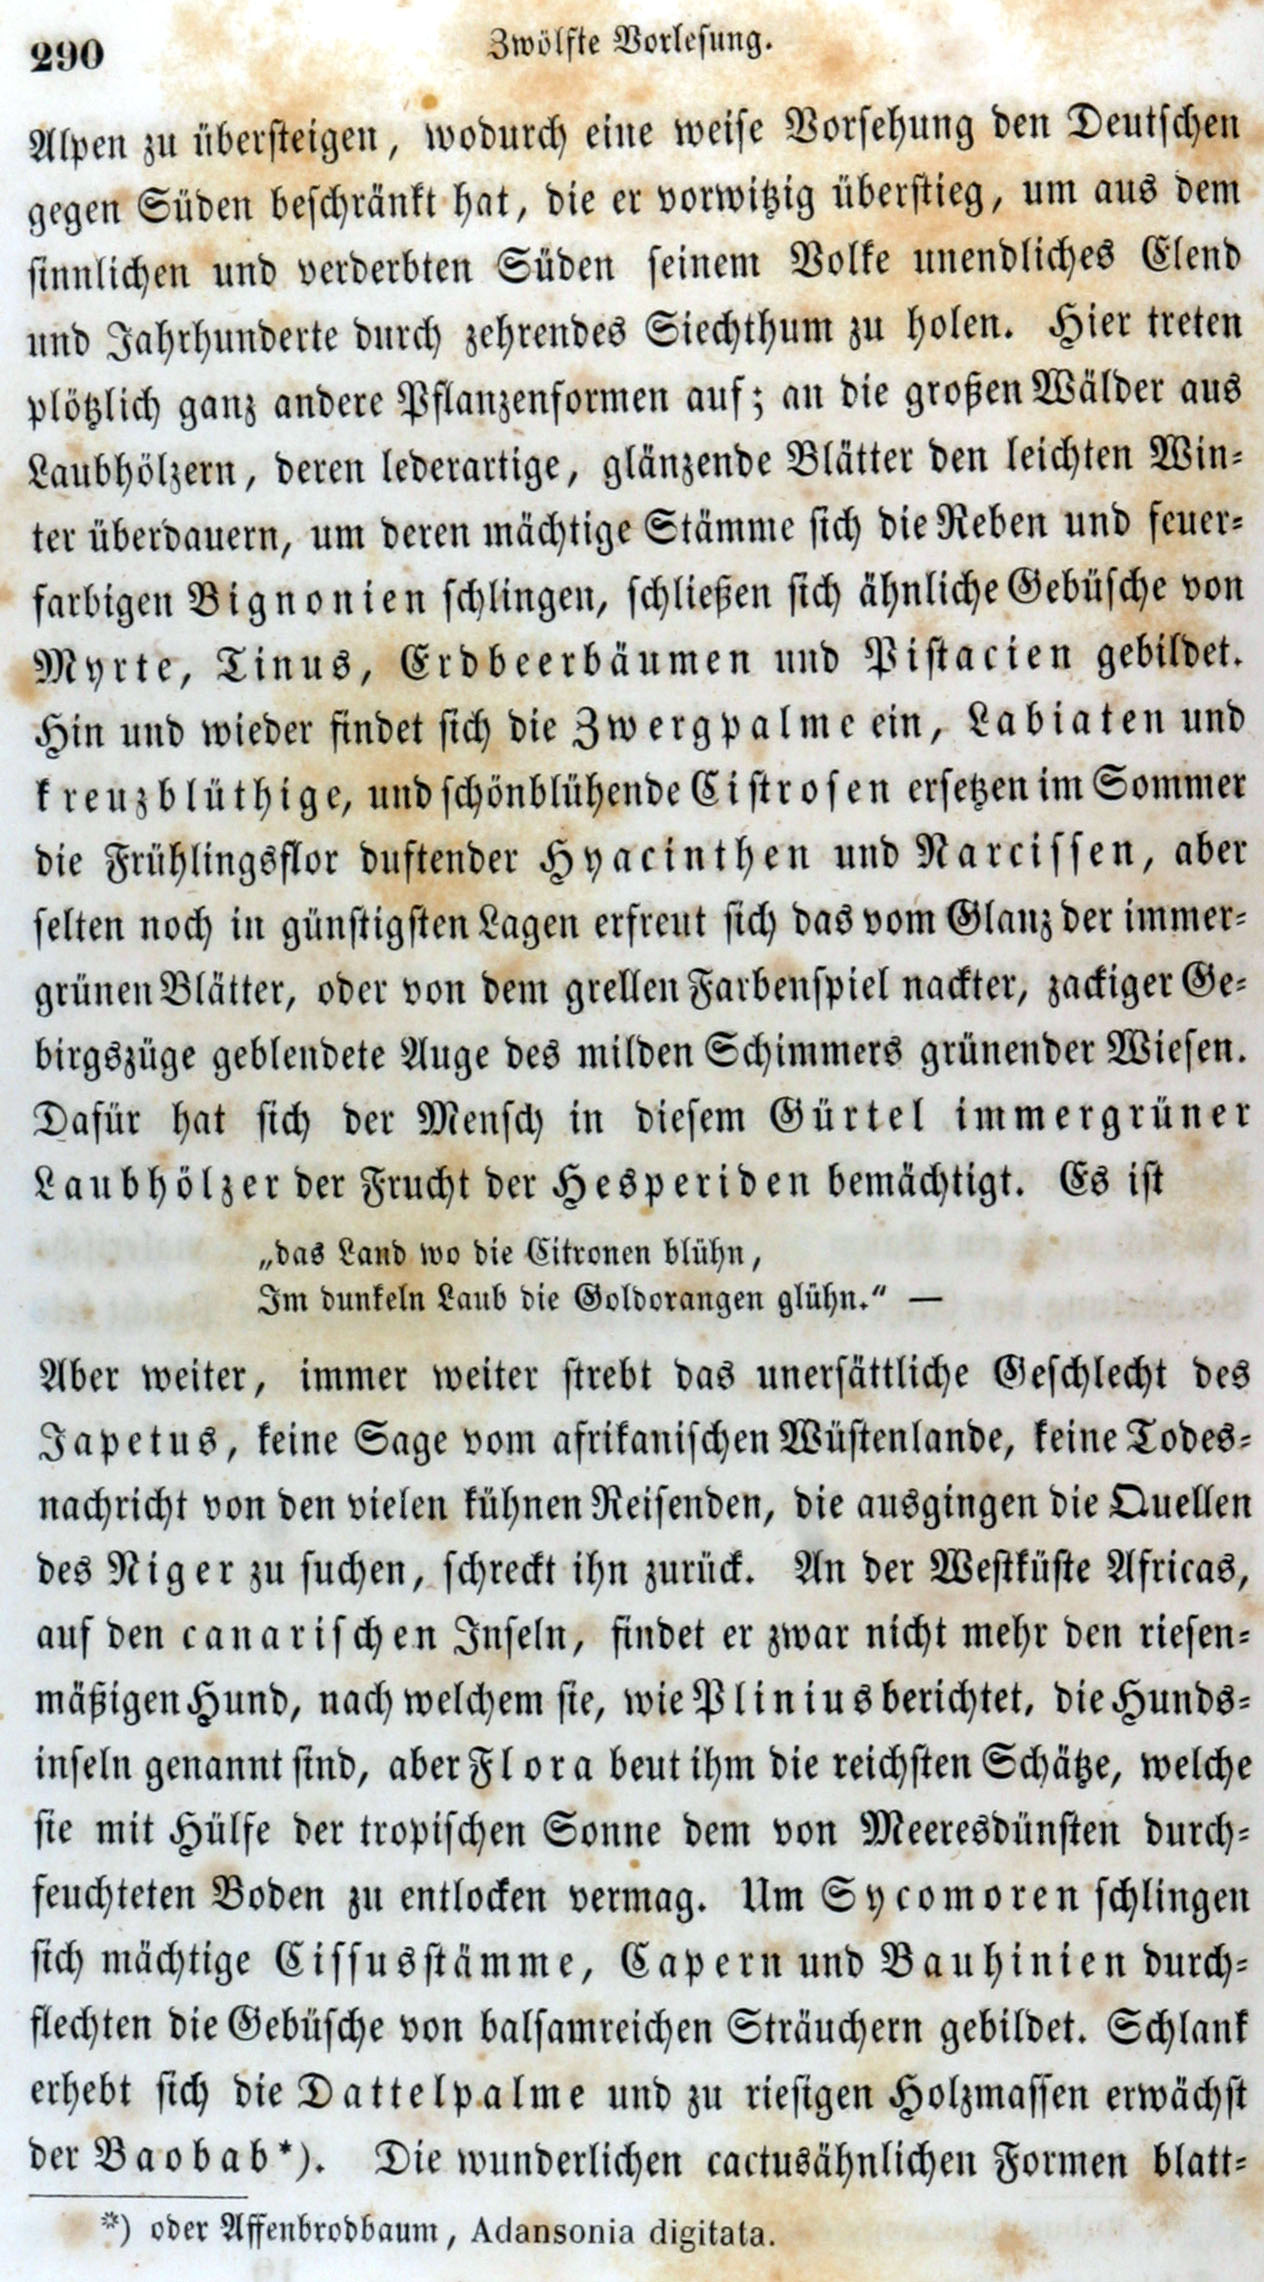 290
Zwölfte Vorlesung.
Alpen zu übersteigen, wodurch eine weise Vorsehung den Deutschen
gegen Süden beschränkt hat, die er vorwitzig überstieg, um aus dem
sinnlichen und verderbten Süden seinem Volke unendliches Elend
und Jahrhunderte durch zehrendes Siechthum zu holen. Hier treten
plötzlich ganz andere Pflanzenformen auf; an die großen Wälder aus
Laubhölzern, deren lederartige, glänzende Blätter den leichten Win-
ter überdauern, um deren mächtige Stämme sich die Reben und feuer-
farbigen Bignonien schlingen, schließen sich ähnliche Gebüsche von
Myrte, Tinus, Erdbeerbäumen und Pistacien gebildet.
Hin und wieder findet sich die Zwergpalme ein, Labiaten und
kreuzblüthige, und schönblühende Cistrosen ersetzen im Sommer
die Frühlingsflor duftender Hyacinthen und Narcissen, aber
selten noch in günstigsten Lagen erfreut sich das vom Glanz der immer-
grünen Blätter, oder von dem grellen Farbenspiel nackter, zackiger Ge-
birgszüge geblendete Auge des milden Schimmers grünender Wiesen.
Dafür hat sich der Mensch in diesem Gürtel immergrüner
Laubhölzer der Frucht der Hesperiden bemächtigt. Es ist
„das Land wo die Citronen blühn,
Im dunkeln Laub die Goldorangen glühn.“ —
Aber weiter, immer weiter strebt das unersättliche Geschlecht des
Japetus, keine Sage vom afrikanischen Wüstenlande, keine Todes-
nachricht von den vielen kühnen Reisenden, die ausgingen die Quellen
des Niger zu suchen, schreckt ihn zurück. An der Westküste Africas,
auf den canarischen Inseln, findet er zwar nicht mehr den riesen-
mäßigen Hund, nach welchem sie, wie Plinius berichtet, die Hunds-
inseln genannt sind, aber Flora beut ihm die reichsten Schätze, welche
sie mit Hülfe der tropischen Sonne dem von Meeresdünsten durch-
feuchteten Boden zu entlocken vermag. Um Sycomoren schlingen
sich mächtige Cissusstämme, Capern und Bauhinien durch-
flechten die Gebüsche von balsamreichen Sträuchern gebildet. Schlank
erhebt sich die Dattelpalme und zu riesigen Holzmassen erwächst
der Baobab*). Die wunderlichen cactusähnlichen Formen blatt-
*) oder Affenbrodbaum, Adansonia digitata.